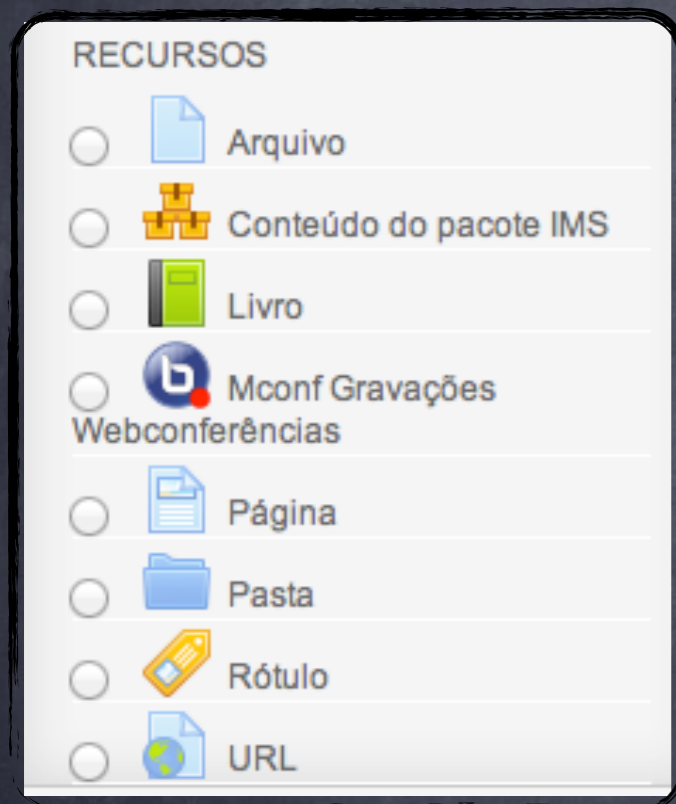 RECURSOS
Arquivo
Conteúdo do pacote IMS
Livro
Mconf Gravações
Webconferências
Página
Pasta
Rótulo
URL